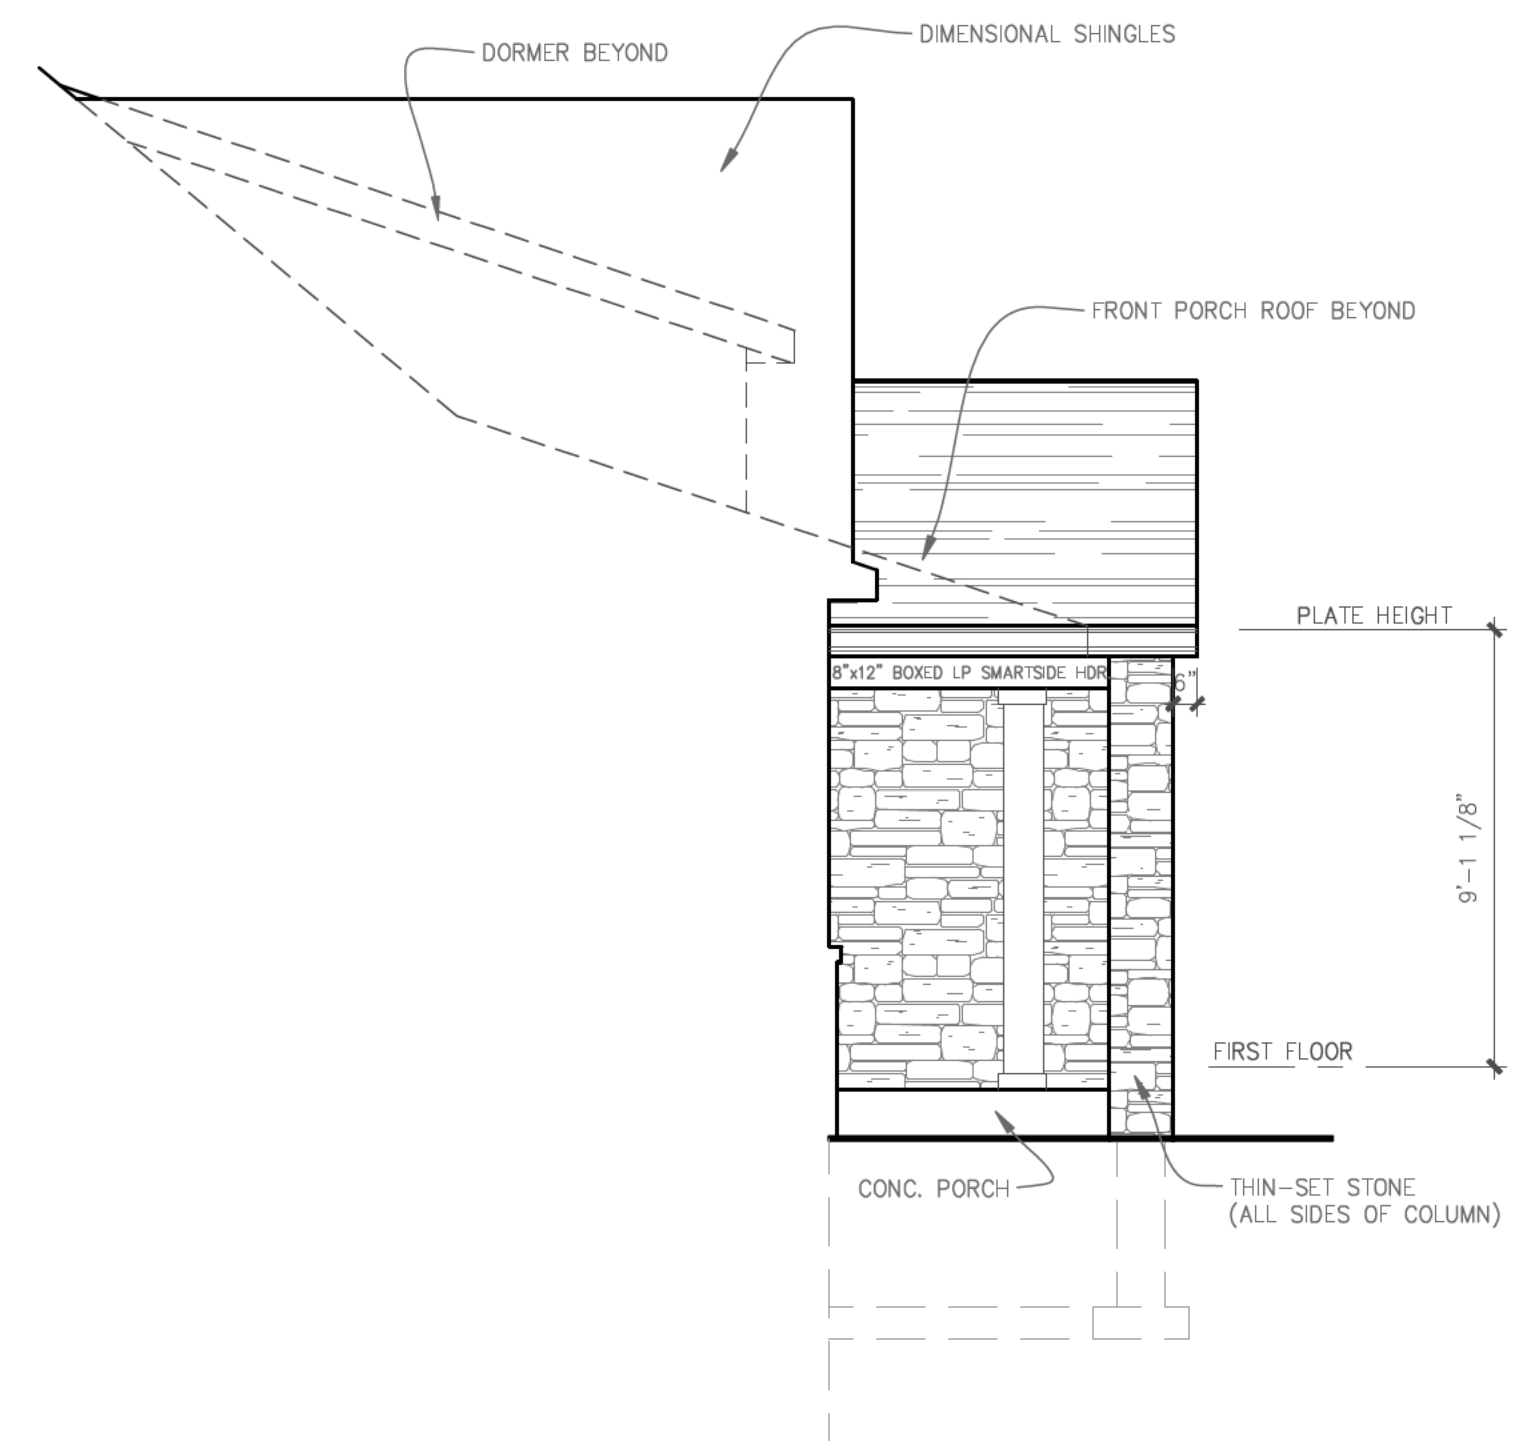 DIMENSIONAL SHINGLES
DORMER BEYOND
FRONT PORCH ROOF BEYOND
PLATE HEIGHT
8"x12" BOXED LP SMARTSIDE HDR
6"
9'-1 1/8"
FIRST FLOOR
CONC. PORCH
THIN-SET STONE
(ALL SIDES OF COLUMN)